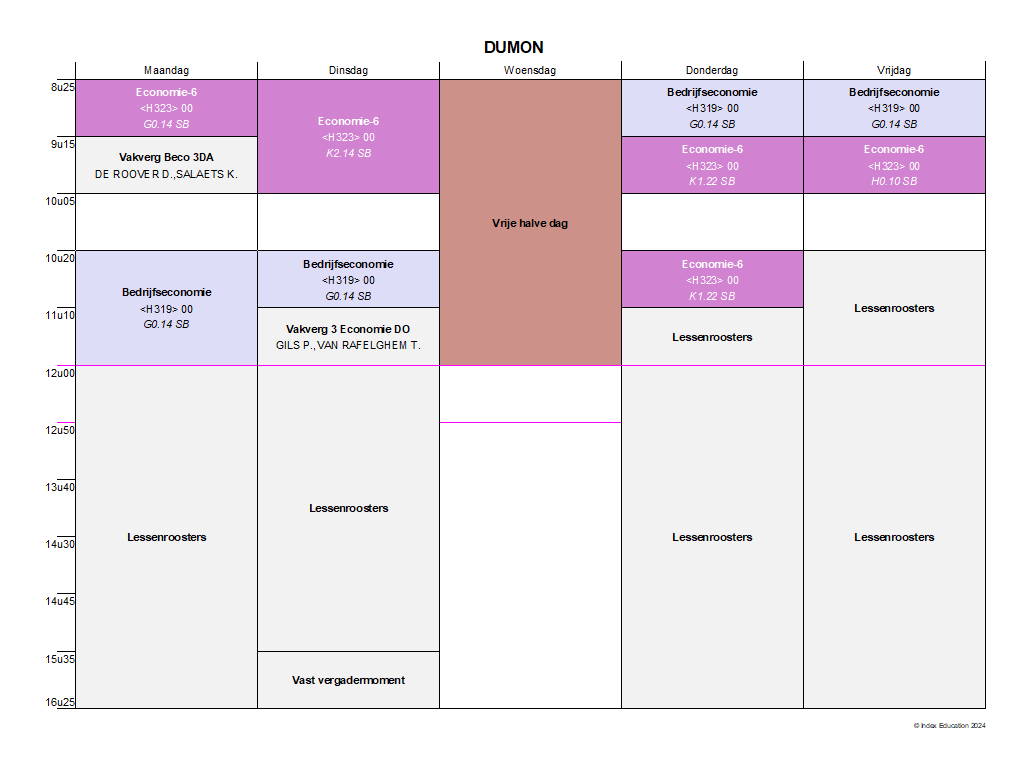 DUMON
Maandag
Dinsdag
Woensdag
Donderdag
Vrijdag
8u25
9u15
10u05
10u20
11u10
12u00
12u50
13u40
14u30
14u45
15u35
16u25
Economie-6
<H323> 00
G0.14 SB
Vakverg Beco 3DA
DE ROOVER D.,SALAETS K.
Bedrijfseconomie
<H319> 00
G0.14 SB
Lessenroosters
Economie-6
<H323> 00
K2.14 SB
Bedrijfseconomie
<H319> 00
G0.14 SB
Vakverg 3 Economie DO
GILS P.,VAN RAFELGHEM T.
Lessenroosters
Vast vergadermoment
Vrije halve dag
Bedrijfseconomie
<H319> 00
G0.14 SB
Economie-6
<H323> 00
K1.22 SB
Economie-6
<H323> 00
K1.22 SB
Lessenroosters
Lessenroosters
Bedrijfseconomie
<H319> 00
G0.14 SB
Economie-6
<H323> 00
H0.10 SB
Lessenroosters
Lessenroosters
© Index Education 2024